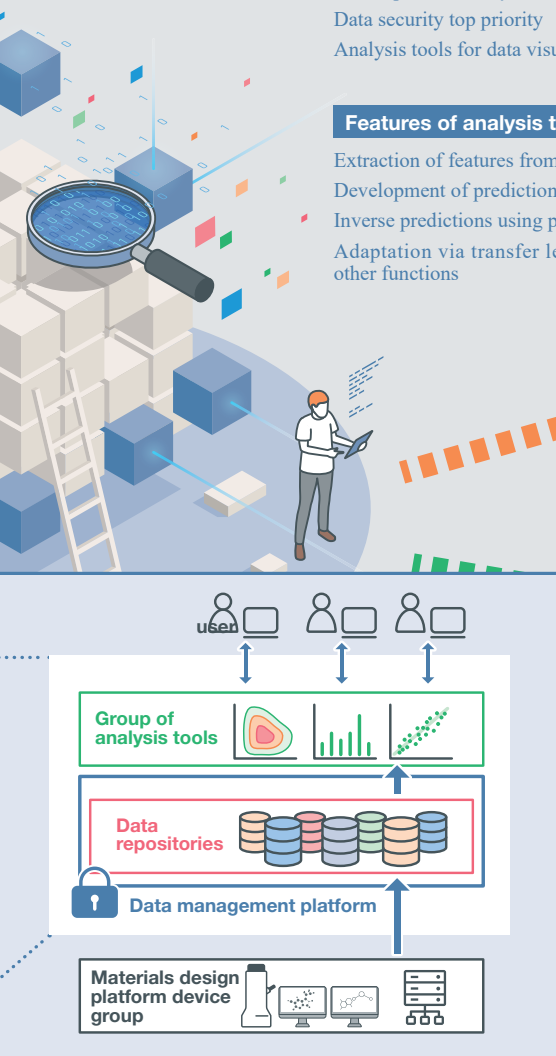 Data security top priority
Analysis tools for data
Features of analysis
Extraction of features from
Development of prediction
Inverse predictions using
Adaptation via transfer
other functions
user
Group of
analysis tools
Data
repositories
Data management platform
Materials design
platform device
group